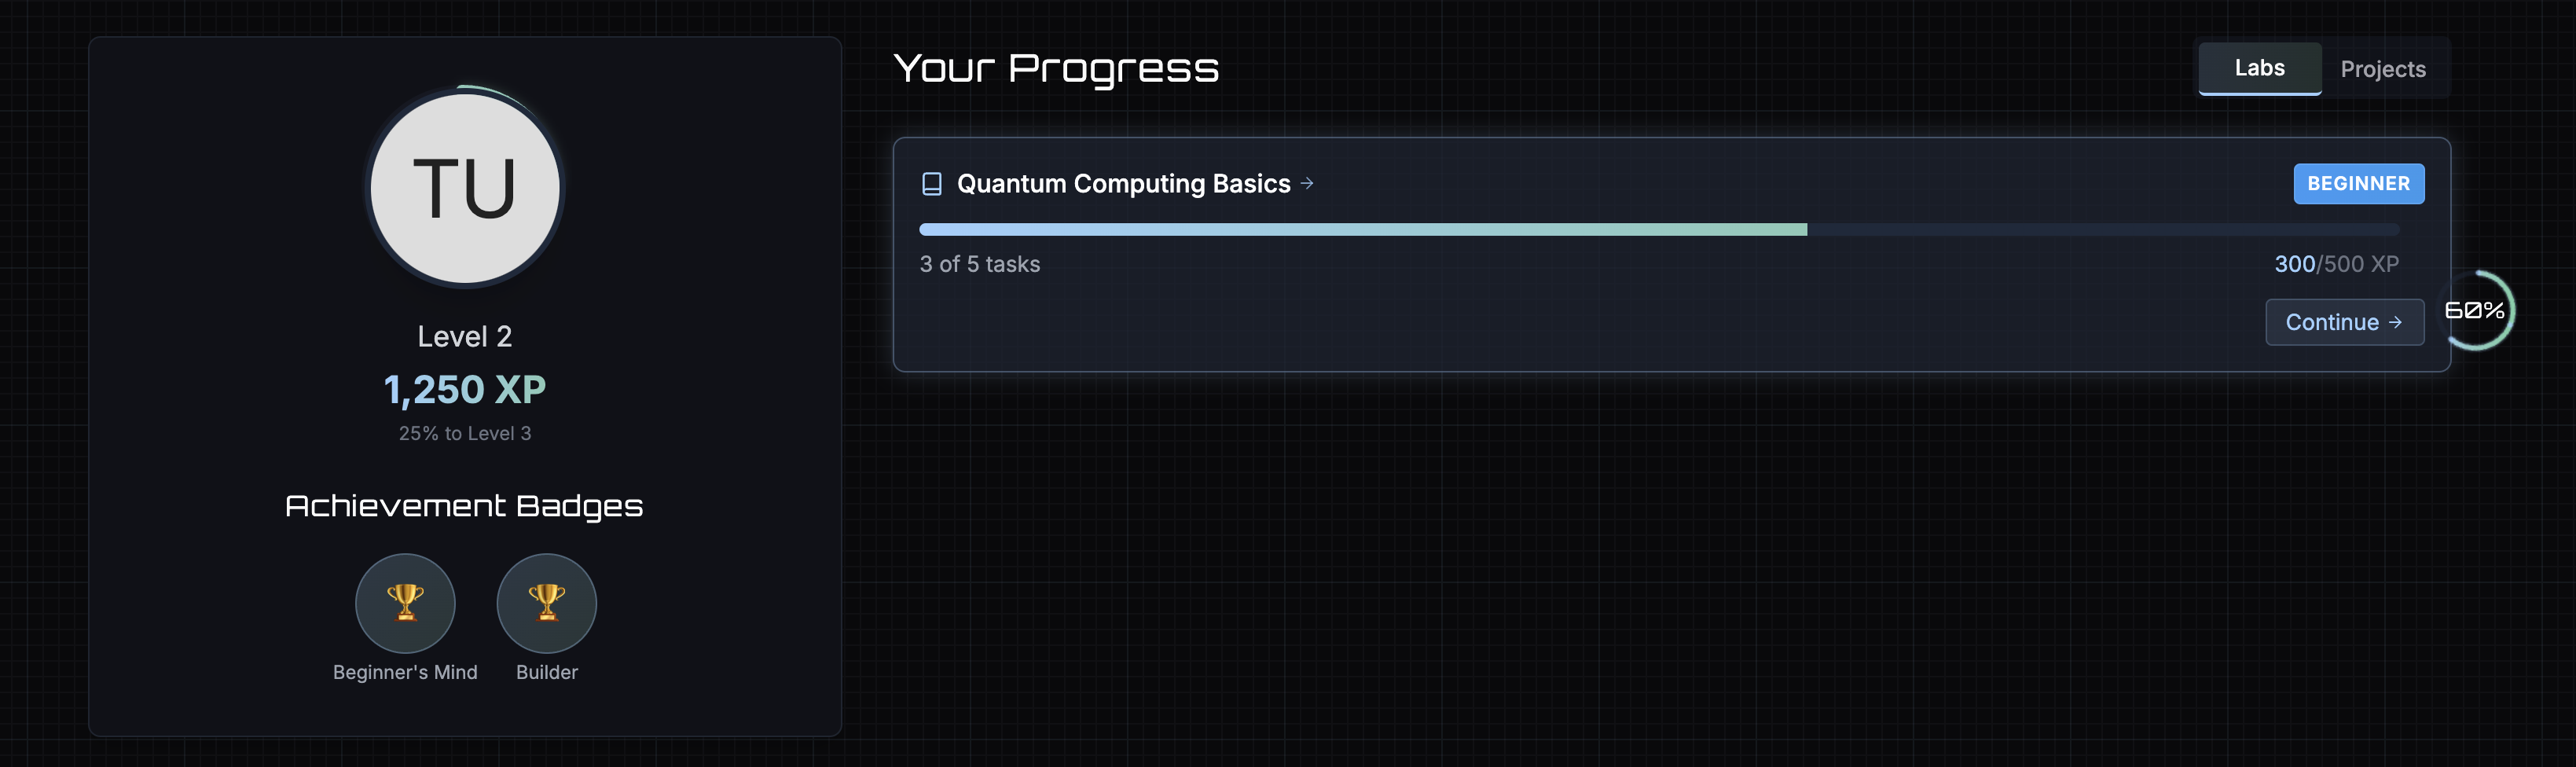 TU
Level 2
1,250 XP
25% to Level 3
Achievement Badges
Beginner's Mind
Builder
Your Progress
Labs
Projects
Quantum Computing Basics →
BEGINNER
3 of 5 tasks
300/500 XP
Continue →
60%